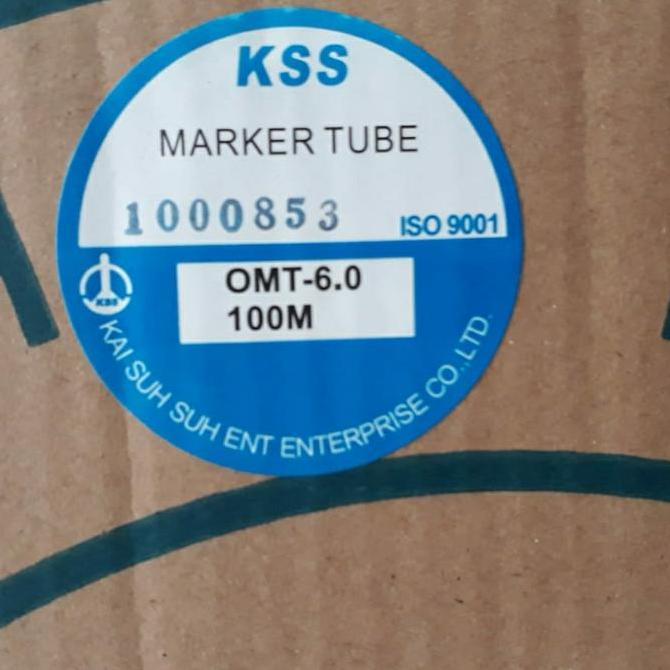 KSS
MARKER TUBE
1000853
ISO 9001
OMT-6.0
100M
KSS
KAI SUH SUH ENT ENTERPRISE CO.,LTD.